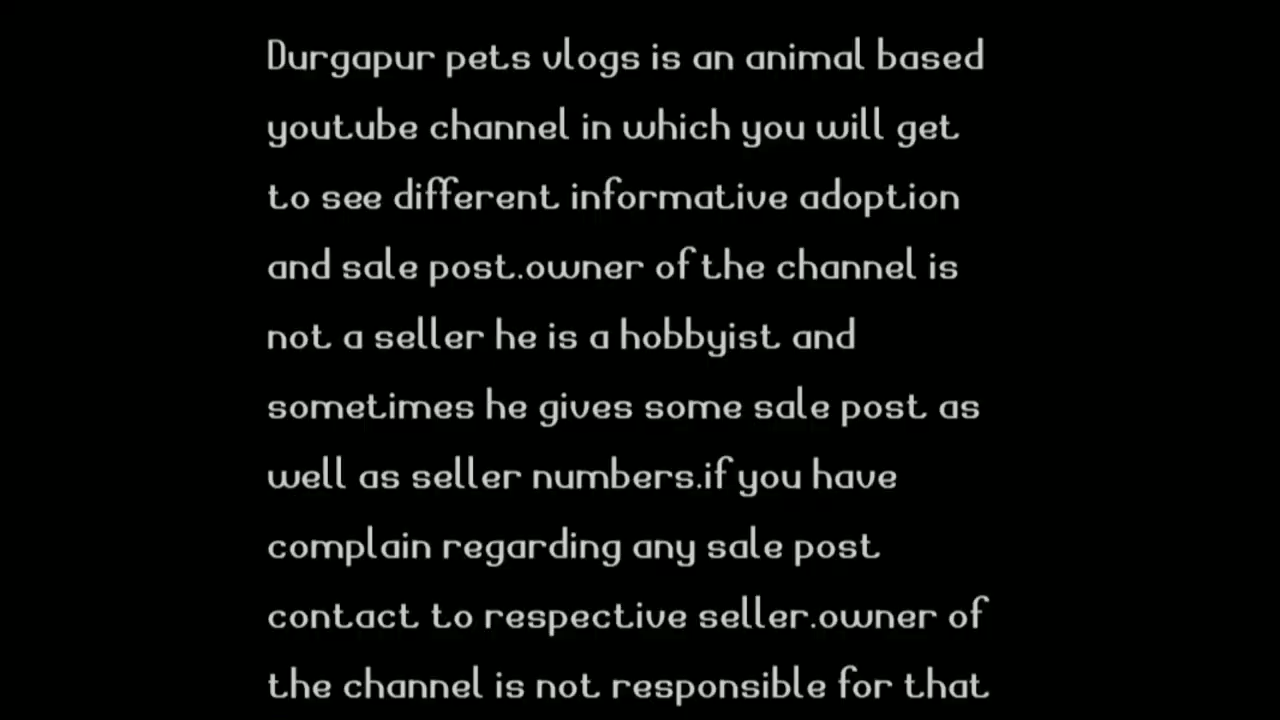 Durgapur pets vlogs is an animal based
youtube channel in which you will get
to see different informative adoption
and sale post.owner of the channel is
not a seller he is a hobbyist and
sometimes he gives some sale post as
well as seller numbers.if you have
complain regarding any sale post
contact to respective seller.owner of
the channel is not responsible for that